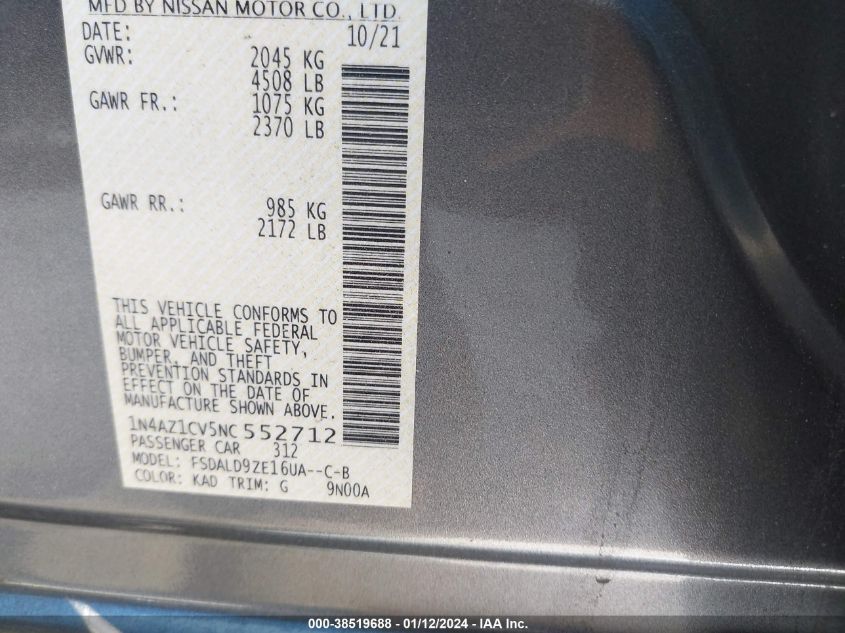 MFD BY NISSAN MOTOR CO., LTD.
DATE: 10/21
GVWR: 2045 KG
4508 LB
GAWR FR.: 1075 KG
2370 LB
GAWR RR.: 985 KG
2172 LB
THIS VEHICLE CONFORMS TO
ALL APPLICABLE FEDERAL
MOTOR VEHICLE SAFETY,
BUMPER, AND THEFT
PREVENTION STANDARDS IN
EFFECT ON THE DATE OF
MANUFACTURE SHOWN ABOVE.
1N4AZ1CV5NC552712
PASSENGER CAR 312
MODEL: FSDALD9ZE16UA--C-B
COLOR: KAD TRIM: G 9N00A
000-38519688 - 01/12/2024 - IAA Inc.